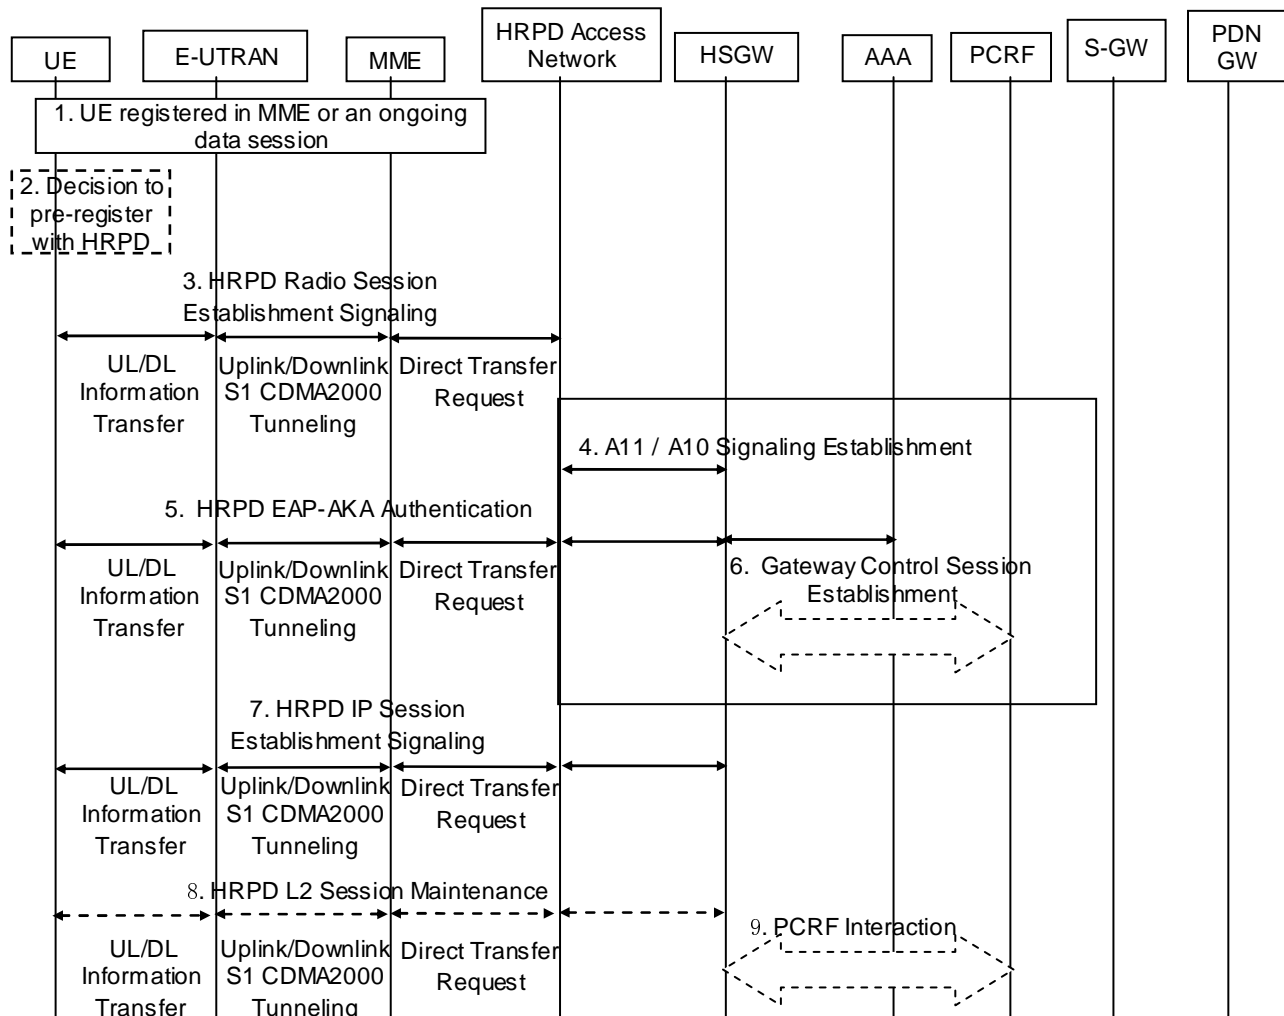 UE
E-UTRAN
MME
HRPD Access
Network
HSGW
AAA
PCRF
S-GW
PDN
GW
1. UE registered in MME or an ongoing
data session
2. Decision to
pre-register
with HRPD
3. HRPD Radio Session
Establishment Signaling
UL/DL
Information
Transfer
Uplink/Downlink
S1 CDMA2000
Tunneling
Direct Transfer
Request
4. A11 / A10 Signaling Establishment
5. HRPD EAP-AKA Authentication
UL/DL
Information
Transfer
Uplink/Downlink
S1 CDMA2000
Tunneling
Direct Transfer
Request
6. Gateway Control Session
Establishment
7. HRPD IP Session
Establishment Signaling
UL/DL
Information
Transfer
Uplink/Downlink
S1 CDMA2000
Tunneling
Direct Transfer
Request
8. HRPD L2 Session Maintenance
9. PCRF Interaction
UL/DL
Information
Transfer
Uplink/Downlink
S1 CDMA2000
Tunneling
Direct Transfer
Request